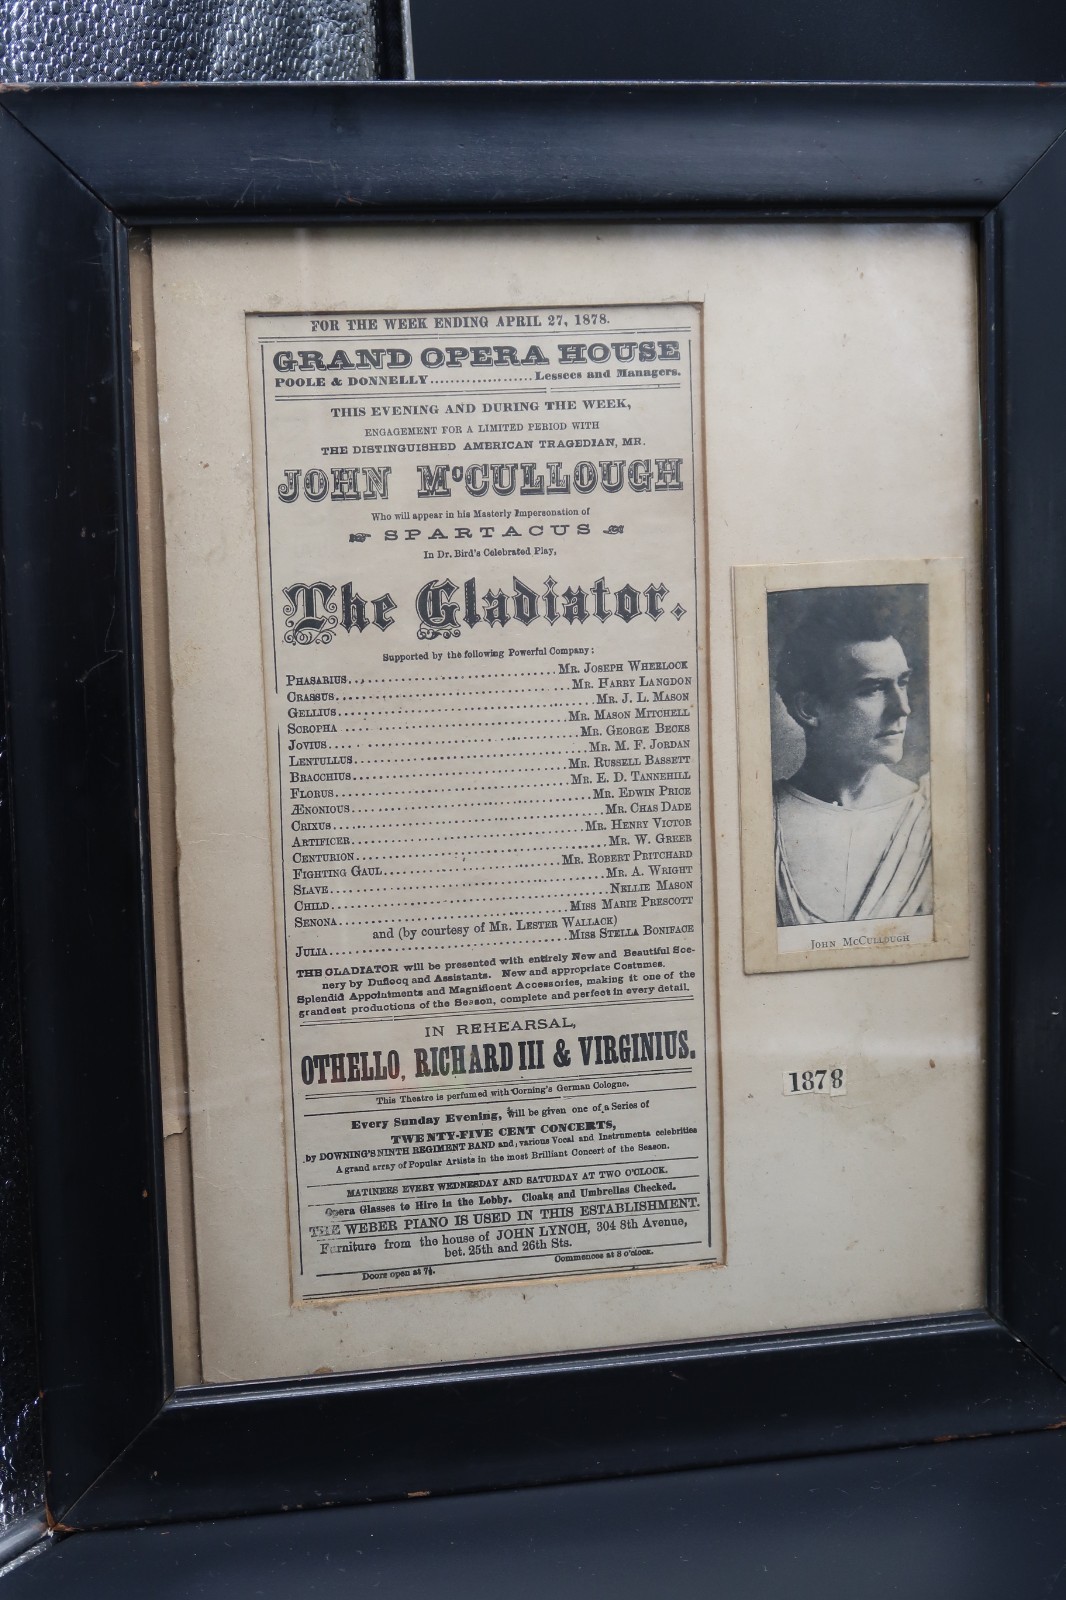 FOR THE WEEK ENDING APRIL 27, 1878.
GRAND OPERA HOUSE
POOLE & DONNELLY....................Lessees and Managers.
THIS EVENING AND DURING THE WEEK,
ENGAGEMENT FOR A LIMITED PERIOD WITH
THE DISTINGUISHED AMERICAN TRAGEDIAN, MR.
JOHN McCULLOUGH
Who will appear in his Masterly Impersonation of
SPARTACUS
In Dr. Bird's Celebrated Play,
The Gladiator.
Supported by the following Powerful Company:
PHASARIUS....................MR. JOSEPH WHEELOCK
CRASSUS....................MR. HARRY LANGDON
GELLIUS....................MR. J. L. MASON
SCROPHA....................MR. MASON MITCHELL
JOVIUS....................MR. GEORGE BECKS
LENTULLUS....................MR. M. F. JORDAN
BRACCHIUS....................MR. RUSSELL BASSETT
FLORUS....................MR. E. D. TANNEHILL
ÆNONIOUS....................MR. EDWIN PRICE
CRIXUS....................MR. CHAS DADE
ARTIFICER....................MR. HENRY VICTOR
CENTURION....................MR. W. GREER
FIGHTING GAUL....................MR. ROBERT PRITCHARD
SLAVE....................MR. A. WRIGHT
CHILD....................NELLIE MASON
SENONA....................MISS MARIE PRESCOTT
and (by courtesy of MR. LESTER WALLACK)
JULIA....................MISS STELLA BONIFACE
THE GLADIATOR will be presented with entirely New and Beautiful Sce-
nery by Duflocq and Assistants. New and appropriate Costumes.
Splendid Appointments and Magnificent Accessories, making it one of the
grandest productions of the Season, complete and perfect in every detail.
IN REHEARSAL,
OTHELLO, RICHARD III & VIRGINIUS.
This Theatre is perfumed with Corning's German Cologne.
Every Sunday Evening, will be given one of a Series of
TWENTY-FIVE CENT CONCERTS,
by DOWNING'S NINTH REGIMENT BAND and, various Vocal and Instrumenta celebrities
A grand array of Popular Artists in the most Brilliant Concert of the Season.
MATINEES EVERY WEDNESDAY AND SATURDAY AT TWO O'CLOCK.
Opera Glasses to Hire in the Lobby. Cloaks and Umbrellas Checked.
THE WEBER PIANO IS USED IN THIS ESTABLISHMENT.
Furniture from the house of JOHN LYNCH, 304 8th Avenue,
bet. 25th and 26th Sts.
Doors open at 7½. Commences at 8 o'clock.
JOHN McCULLOUGH
1878